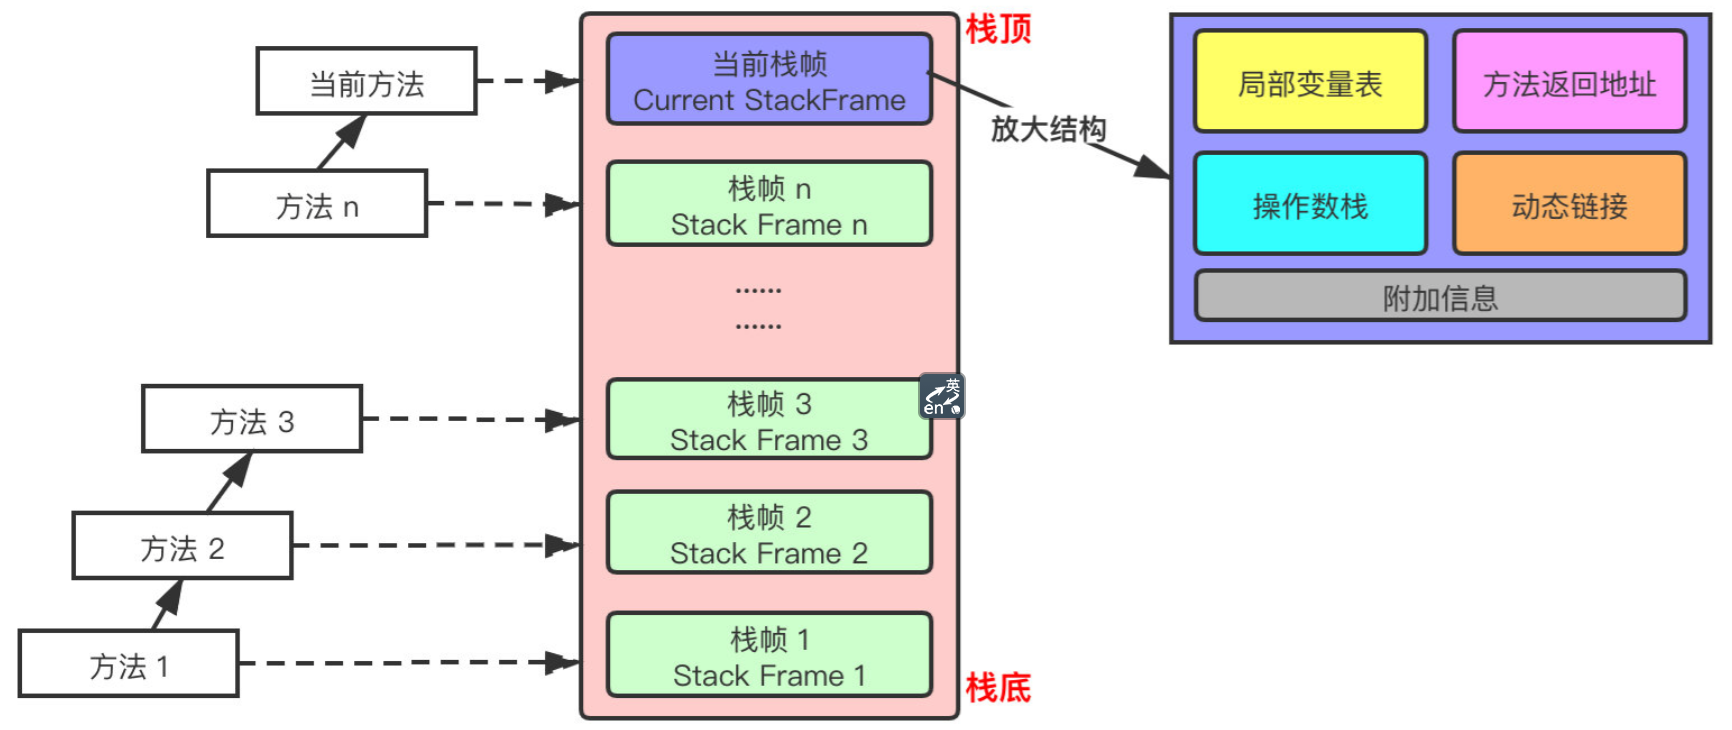 栈顶
当前方法
当前栈帧
Current StackFrame
局部变量表
方法返回地址
放大结构
方法 n
栈帧 n
Stack Frame n
操作数栈
动态链接
......
......
附加信息
方法 3
栈帧 3
Stack Frame 3
英
en
方法 2
栈帧 2
Stack Frame 2
方法 1
栈帧 1
Stack Frame 1
栈底